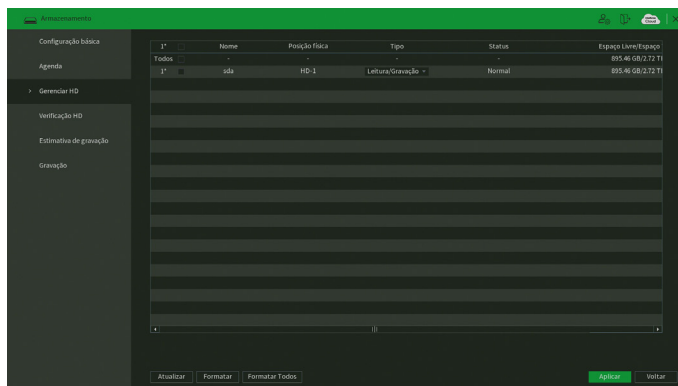 Armazenamento
Configuração básica
Agenda
> Gerenciar HD
Verificação HD
Estimativa de gravação
Gravação
1* Nome Posição física Tipo Status Espaço Livre/Espaço
Todos - - - - 895.46 GB/2.72 T
1* sda HD-1 Leitura/Gravação Normal 895.46 GB/2.72 T
Atualizar Formatar Formatar Todos Aplicar Voltar